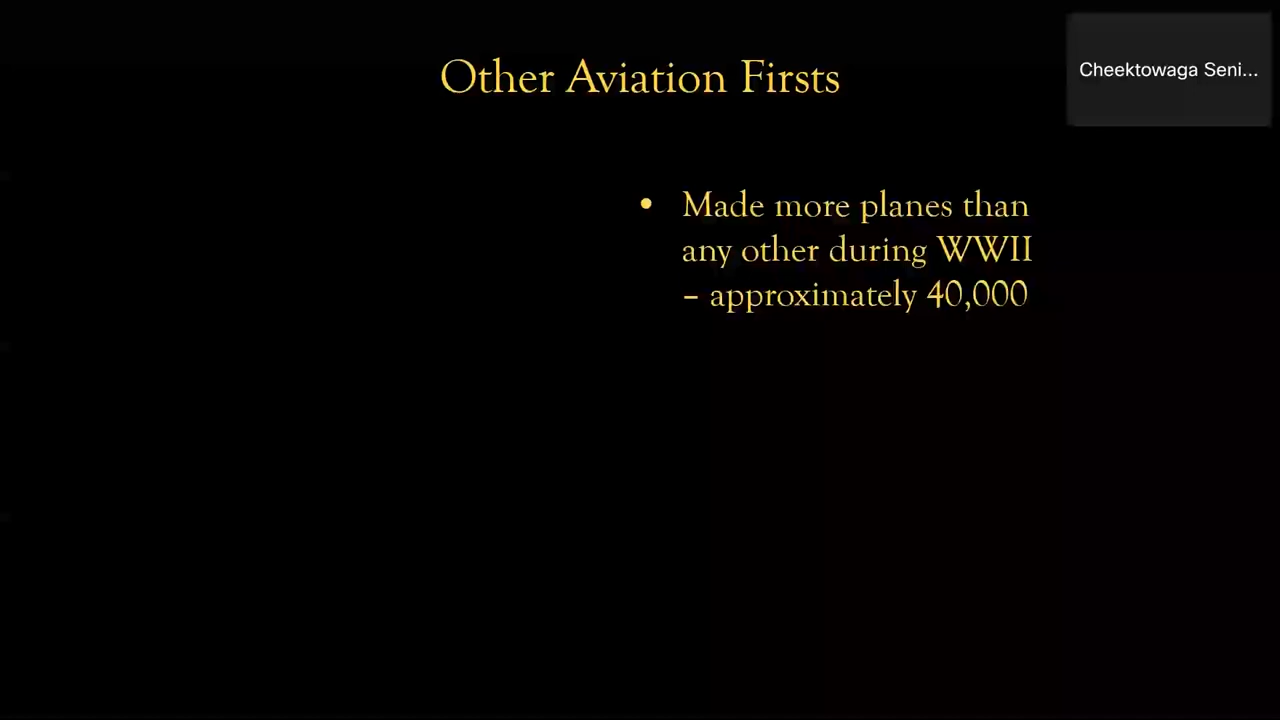 Other Aviation Firsts
Cheektowaga Seni...
• Made more planes than
any other during WWII
– approximately 40,000